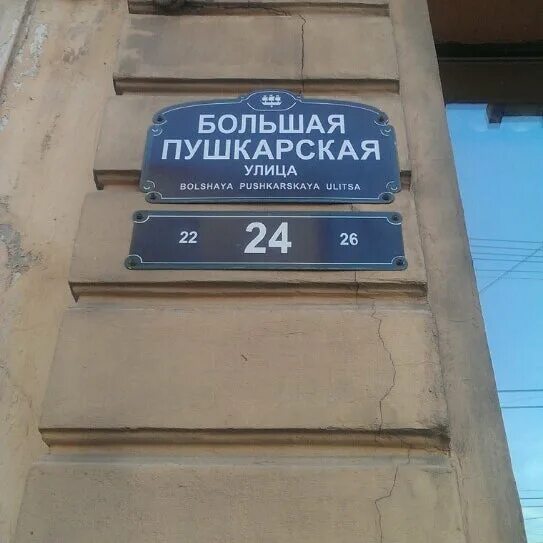 БОЛЬШАЯ
ПУШКАРСКАЯ
УЛИЦА
BOLSHAYA PUSHKARSKAYA ULITSA
22 24 26